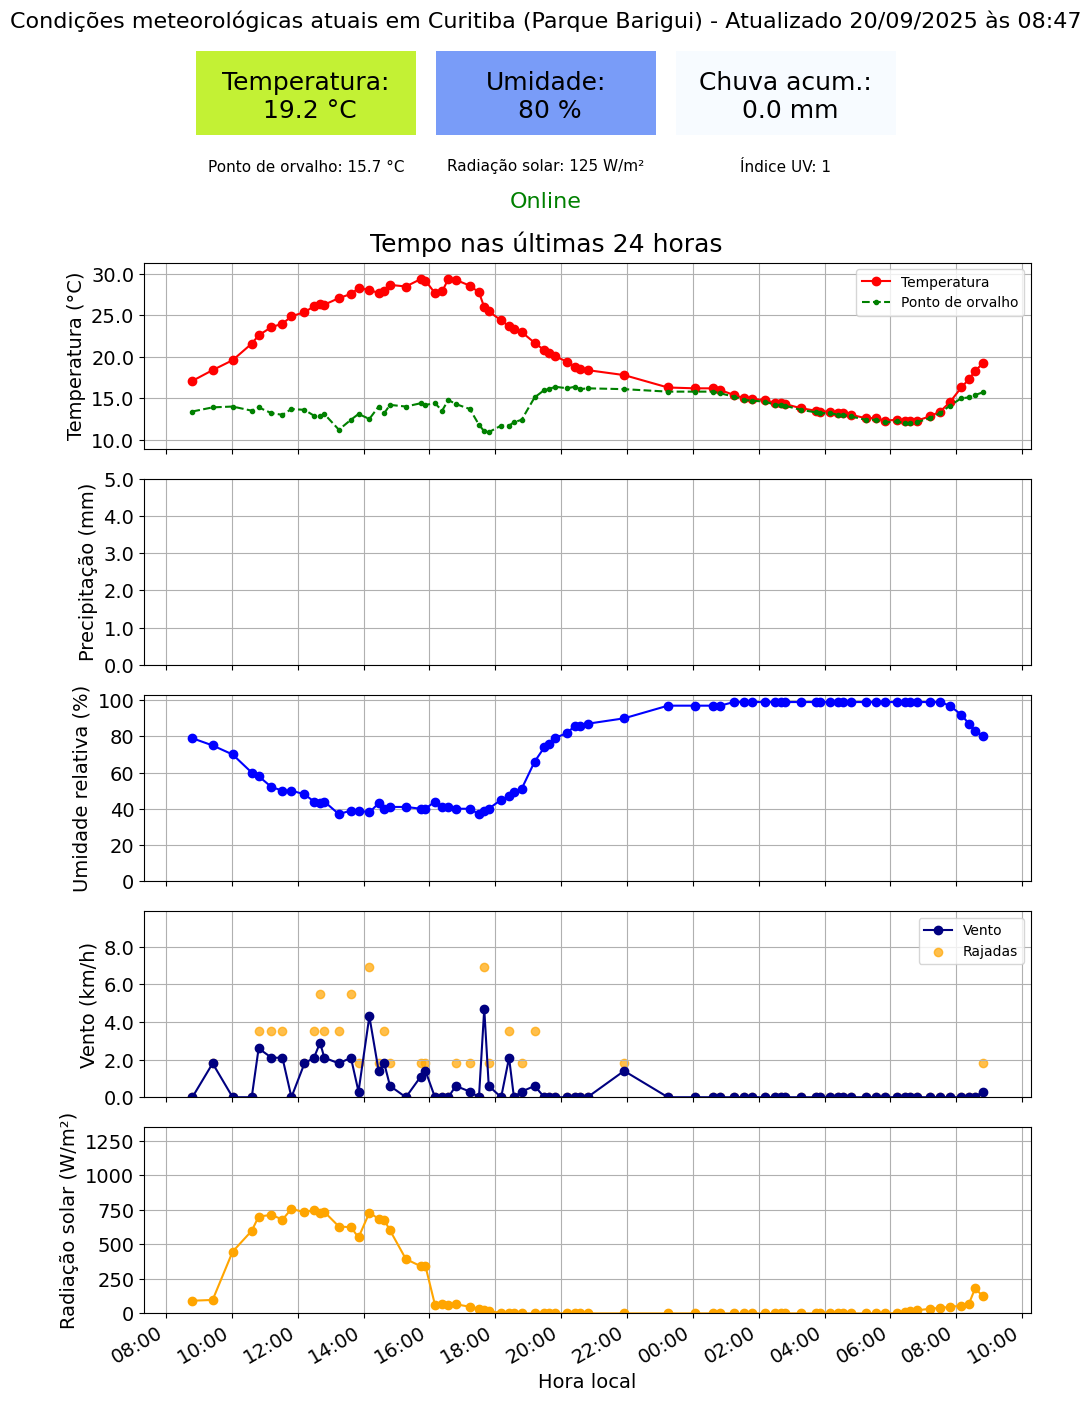 Condições meteorológicas atuais em Curitiba (Parque Barigui) - Atualizado 20/09/2025 às 08:47
Temperatura:
19.2 °C
Umidade:
80 %
Chuva acum.:
0.0 mm
Ponto de orvalho: 15.7 °C
Radiação solar: 125 W/m²
Índice UV: 1
Online
Tempo nas últimas 24 horas
Temperatura (°C)
30.0
25.0
20.0
15.0
10.0
Temperatura
Ponto de orvalho
Precipitação (mm)
5.0
4.0
3.0
2.0
1.0
0.0
Umidade relativa (%)
100
80
60
40
20
0
Vento (km/h)
8.0
6.0
4.0
2.0
0.0
Vento
Rajadas
Radiação solar (W/m²)
1250
1000
750
500
250
0
08:00 10:00 12:00 14:00 16:00 18:00 20:00 22:00 00:00 02:00 04:00 06:00 08:00 10:00
Hora local